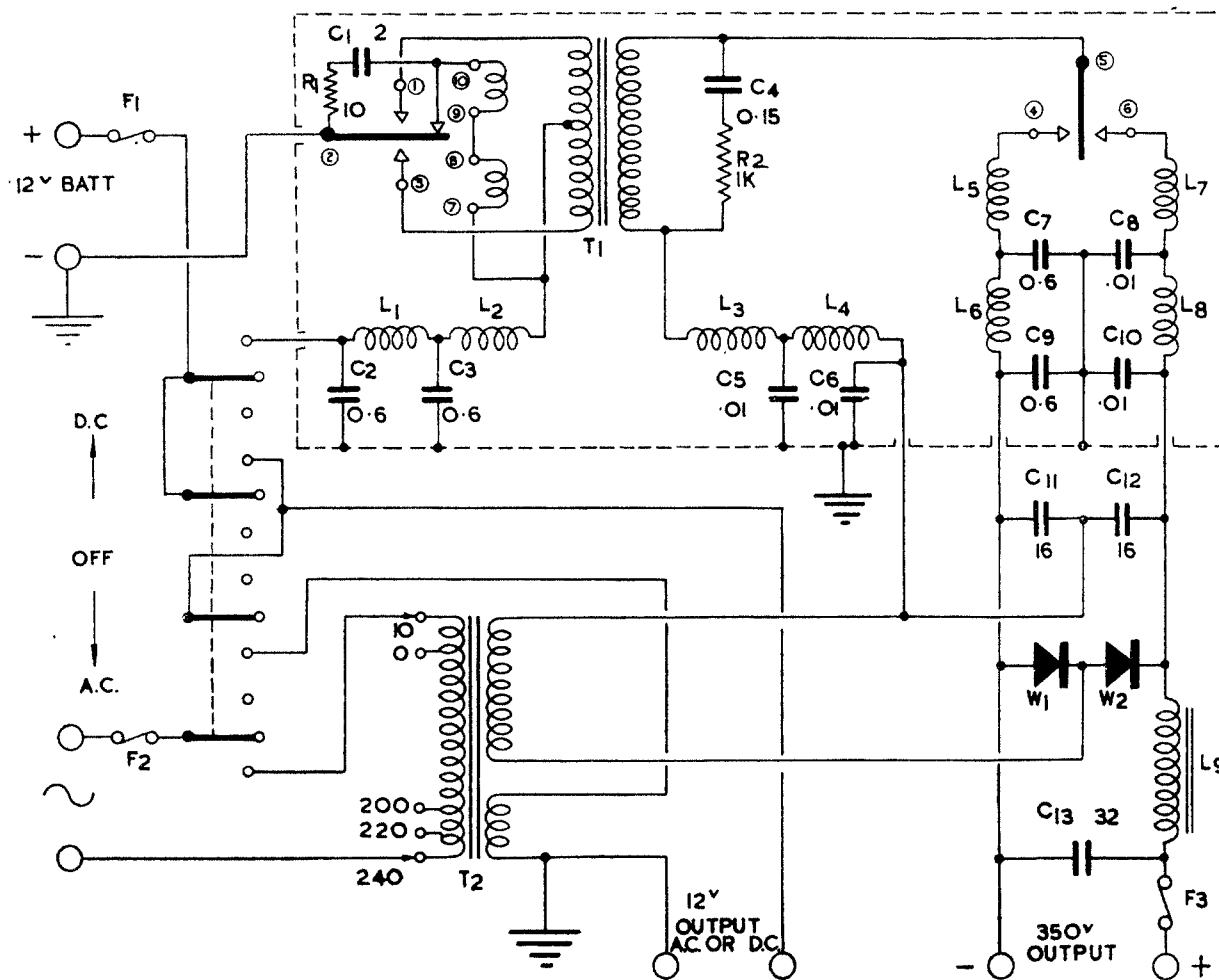 C1 2
R1
10
①
⑩
⑨
②
③
⑧
⑦
T1
C4
0.15
R2
1K
⑤
④
⑥
F1
+
12V BATT
-
L5
L7
C7
C8
0.6
.01
L6
L8
C9
C10
0.6
.01
L1
L2
C2
C3
0.6
0.6
L3
L4
C5
C6
.01
.01
D.C
OFF
A.C.
C11
C12
16
16
10
0
W1
W2
F2
L9
200
220
240
T2
C13 32
F3
12V
OUTPUT
A.C. OR D.C.
- 350V +
OUTPUT